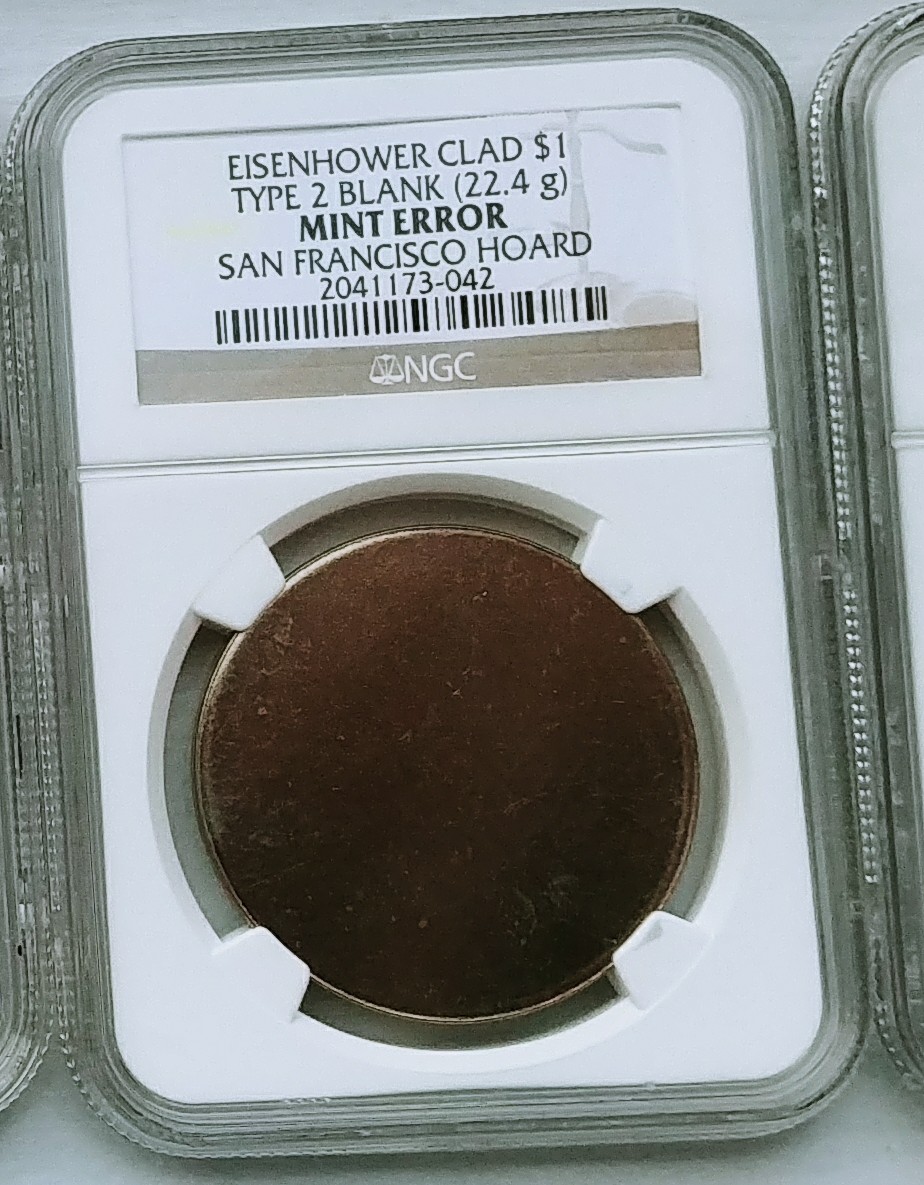 EISENHOWER CLAD $1
TYPE 2 BLANK (22.4 g)
MINT ERROR
SAN FRANCISCO HOARD
2041173-042
NGC